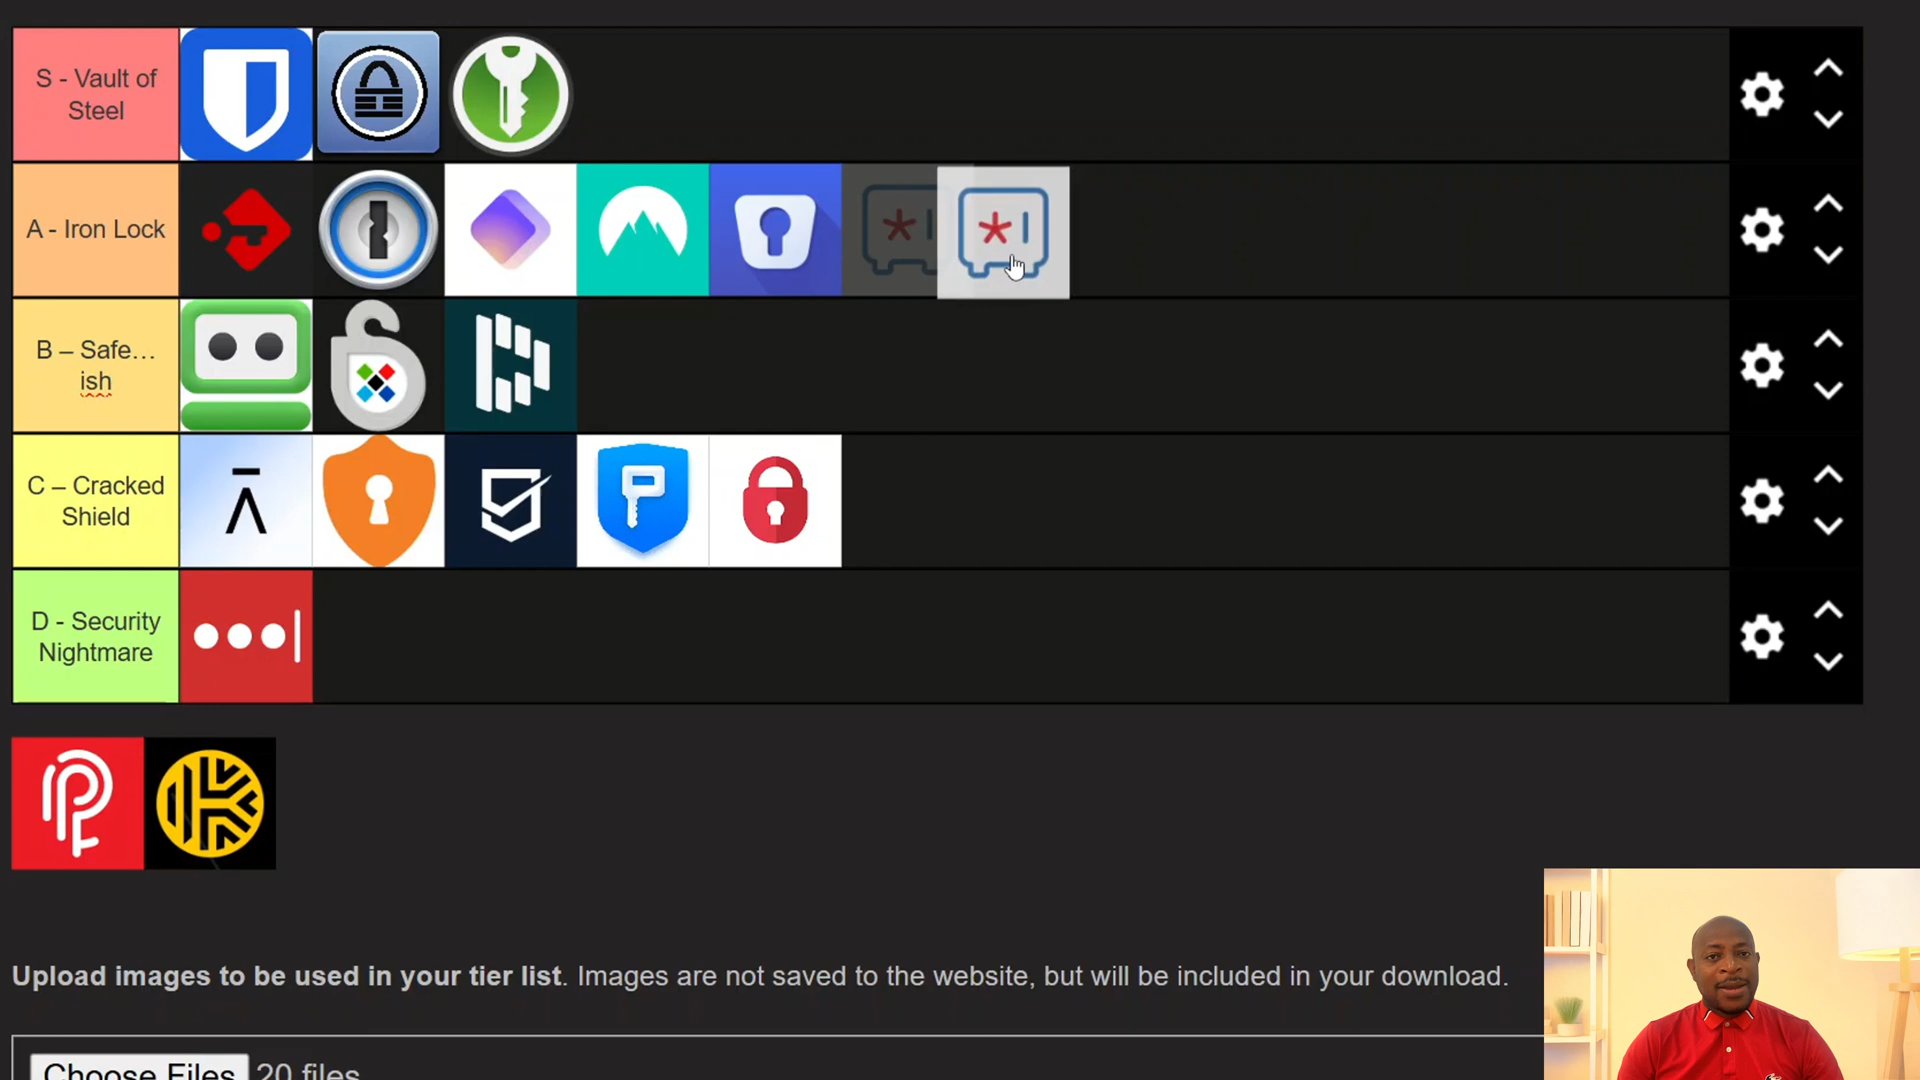 S - Vault of
Steel
A - Iron Lock
B – Safe…
ish
C – Cracked
Shield
D - Security
Nightmare
Upload images to be used in your tier list. Images are not saved to the website, but will be included in your download.
Choose Files 20 files